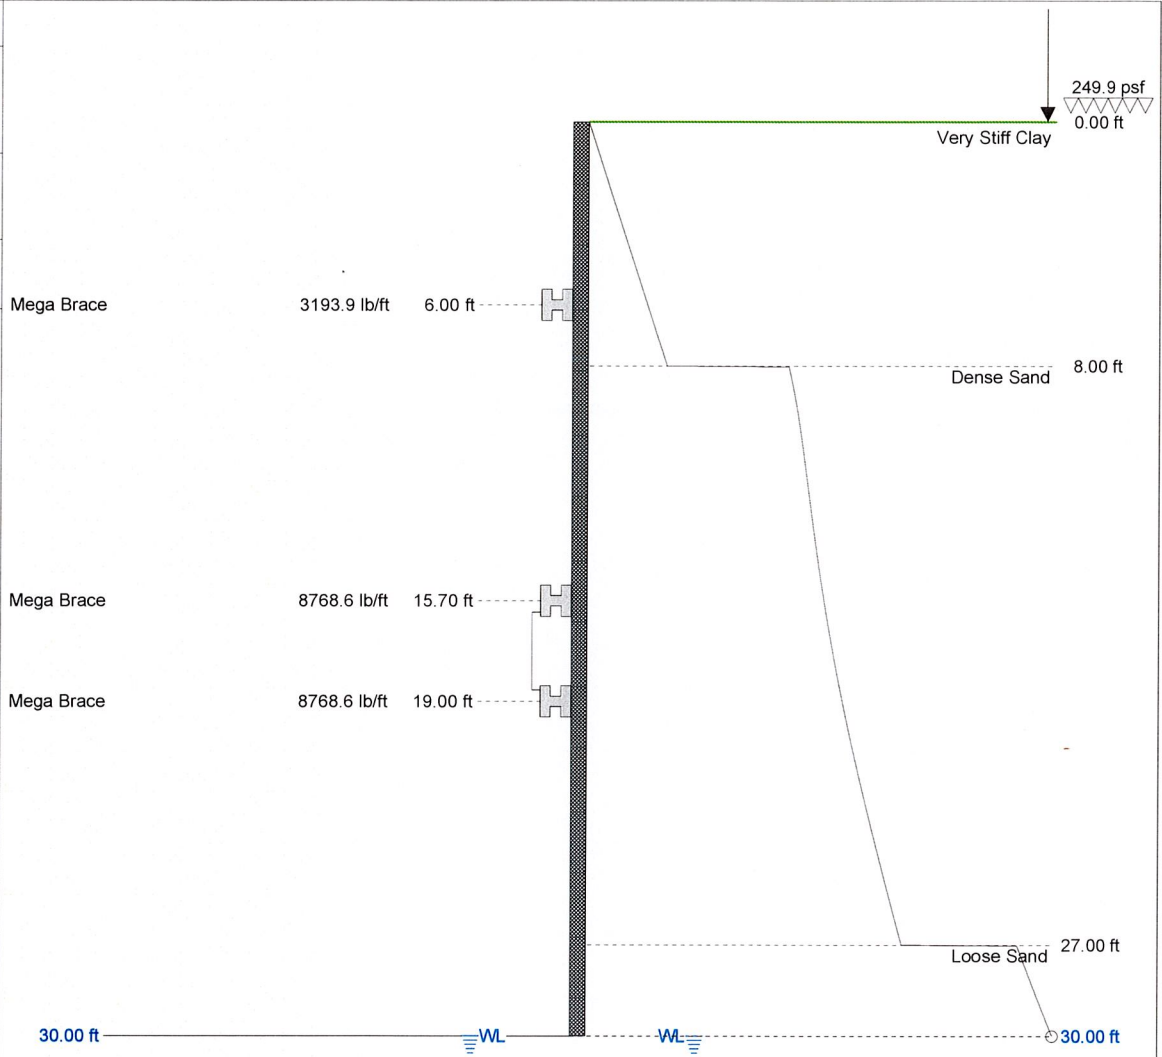 249.9 psf
0.00 ft
Very Stiff Clay
Mega Brace 3193.9 lb/ft 6.00 ft
8.00 ft
Dense Sand
Mega Brace 8768.6 lb/ft 15.70 ft
Mega Brace 8768.6 lb/ft 19.00 ft
27.00 ft
Loose Sand
30.00 ft WL WL 30.00 ft